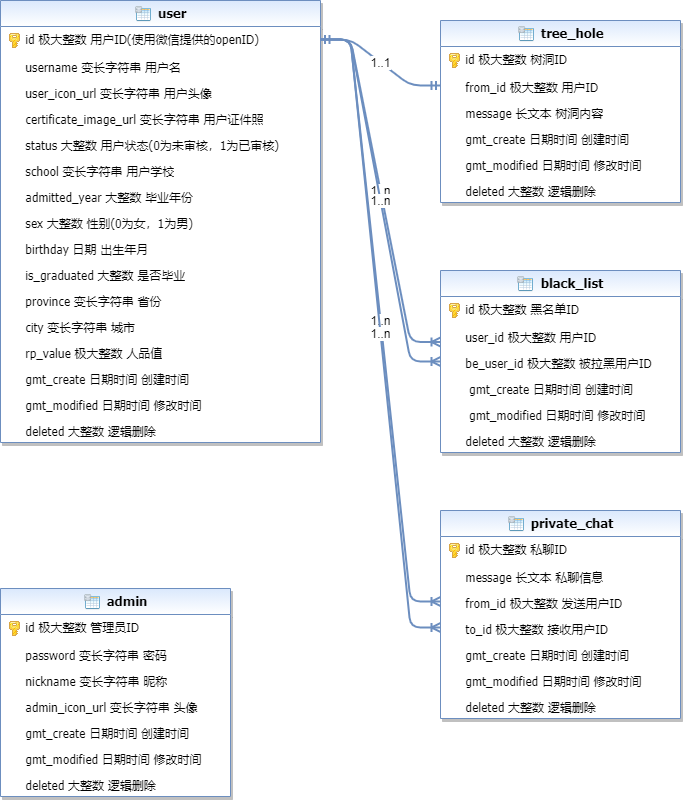 user
id 极大整数 用户ID(使用微信提供的openID)
username 变长字符串 用户名
user_icon_url 变长字符串 用户头像
certificate_image_url 变长字符串 用户证件照
status 大整数 用户状态(0为未审核，1为已审核)
school 变长字符串 用户学校
admitted_year 大整数 毕业年份
sex 大整数 性别(0为女，1为男)
birthday 日期 出生年月
is_graduated 大整数 是否毕业
province 变长字符串 省份
city 变长字符串 城市
rp_value 极大整数 人品值
gmt_create 日期时间 创建时间
gmt_modified 日期时间 修改时间
deleted 大整数 逻辑删除
1..1
1..n
1..n
1..n
1..n
tree_hole
id 极大整数 树洞ID
from_id 极大整数 用户ID
message 长文本 树洞内容
gmt_create 日期时间 创建时间
gmt_modified 日期时间 修改时间
deleted 大整数 逻辑删除
black_list
id 极大整数 黑名单ID
user_id 极大整数 用户ID
be_user_id 极大整数 被拉黑用户ID
gmt_create 日期时间 创建时间
gmt_modified 日期时间 修改时间
deleted 大整数 逻辑删除
private_chat
id 极大整数 私聊ID
message 长文本 私聊信息
from_id 极大整数 发送用户ID
to_id 极大整数 接收用户ID
gmt_create 日期时间 创建时间
gmt_modified 日期时间 修改时间
deleted 大整数 逻辑删除
admin
id 极大整数 管理员ID
password 变长字符串 密码
nickname 变长字符串 昵称
admin_icon_url 变长字符串 头像
gmt_create 日期时间 创建时间
gmt_modified 日期时间 修改时间
deleted 大整数 逻辑删除